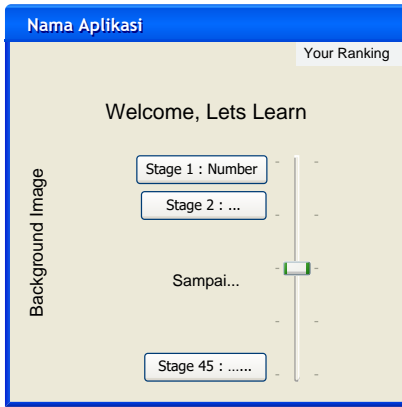 Nama Aplikasi
Your Ranking
Welcome, Lets Learn
Background Image
Stage 1 : Number
Stage 2 : ...
Sampai...
Stage 45 : …...